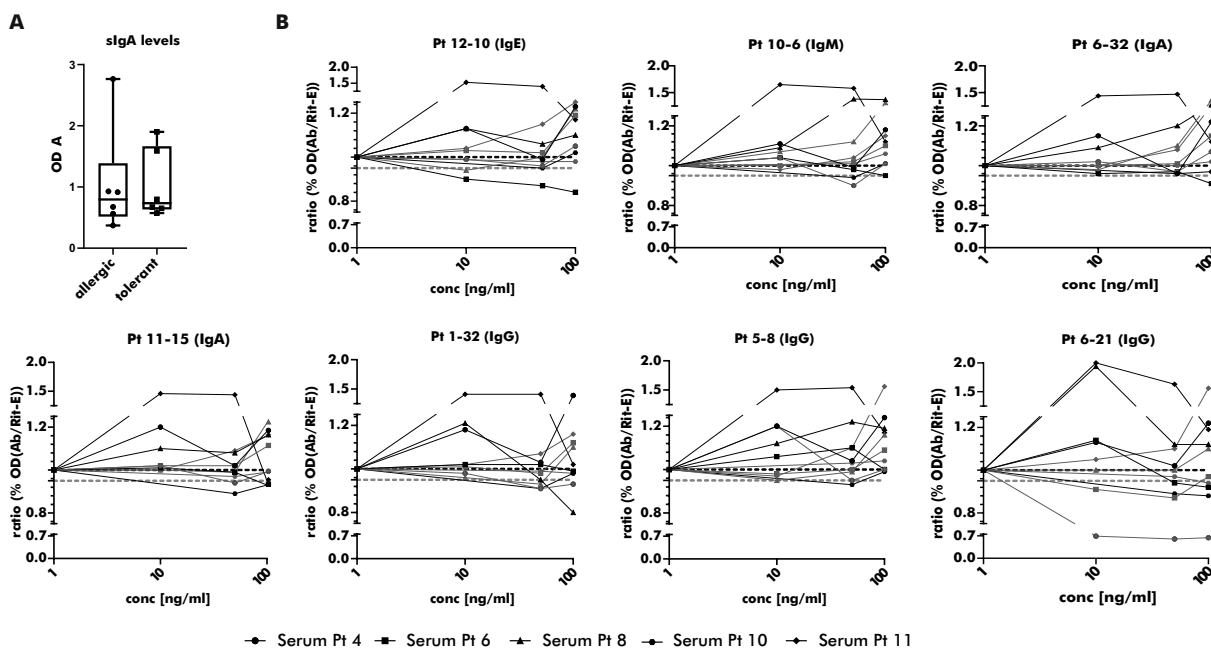 A
B
sIgA levels
OD A
3
2
1
0
allergic
tolerant
Pt 12-10 (IgE)
ratio (% OD(Ab/Rit-E))
2.0
1.5
1.2
0.8
0.7
0.0
1
10
100
conc [ng/ml]
Pt 10-6 (IgM)
ratio (% OD(Ab/Rit-E))
2.0
1.5
1.2
0.8
0.7
0.0
1
10
100
conc [ng/ml]
Pt 6-32 (IgA)
ratio (% OD(Ab/Rit-E))
2.0
1.5
1.2
0.8
0.7
0.0
1
10
100
conc [ng/ml]
Pt 11-15 (IgA)
ratio (% OD(Ab/Rit-E))
2.0
1.5
1.2
0.8
0.7
0.0
1
10
100
conc [ng/ml]
Pt 1-32 (IgG)
ratio (% OD(Ab/Rit-E))
2.0
1.5
1.2
0.8
0.7
0.0
1
10
100
conc [ng/ml]
Pt 5-8 (IgG)
ratio (% OD(Ab/Rit-E))
2.0
1.5
1.2
0.8
0.7
0.0
1
10
100
conc [ng/ml]
Pt 6-21 (IgG)
ratio (% OD(Ab/Rit-E))
2.0
1.5
1.2
0.8
0.7
0.0
1
10
100
conc [ng/ml]
Serum Pt 4 Serum Pt 6 Serum Pt 8 Serum Pt 10 Serum Pt 11